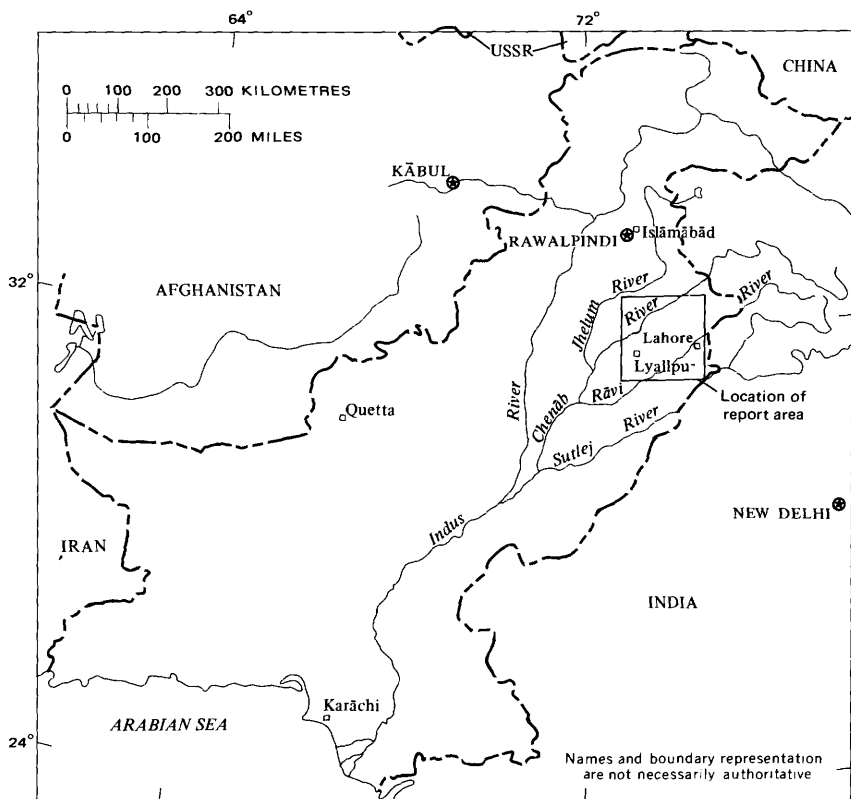 64°
72°
USSR
CHINA
0 100 200 300 KILOMETRES
0 100 200 MILES
KĀBUL
RAWALPINDI
Islāmābād
32°
AFGHANISTAN
River
River
River
Jhelum
Lahore
Lyallpu
Quetta
River
Chenāb
Rāvi
Location of
report area
Sutlej
River
NEW DELHI
Indus
IRAN
INDIA
Karāchi
ARABIAN SEA
24°
Names and boundary representation
are not necessarily authoritative